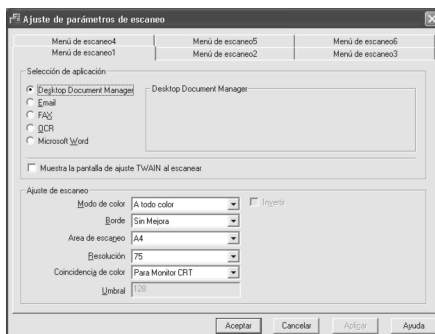 Ajuste de parámetros de escaneo
Menú de escaneo4 Menú de escaneo5 Menú de escaneo6
Menú de escaneo1 Menú de escaneo2 Menú de escaneo3
Selección de aplicación
Desktop Document Manager Desktop Document Manager
Email
FAX
OCR
Microsoft Word
Muestra la pantalla de ajuste TWAIN al escanear
Ajuste de escaneo
Modo de color A todo color Invertir
Borde Sin Mejora
Area de escaneo A4
Resolución 75
Coincidencia de color Para Monitor CRT
Umbral 128
Aceptar Cancelar Aplicar Ayuda